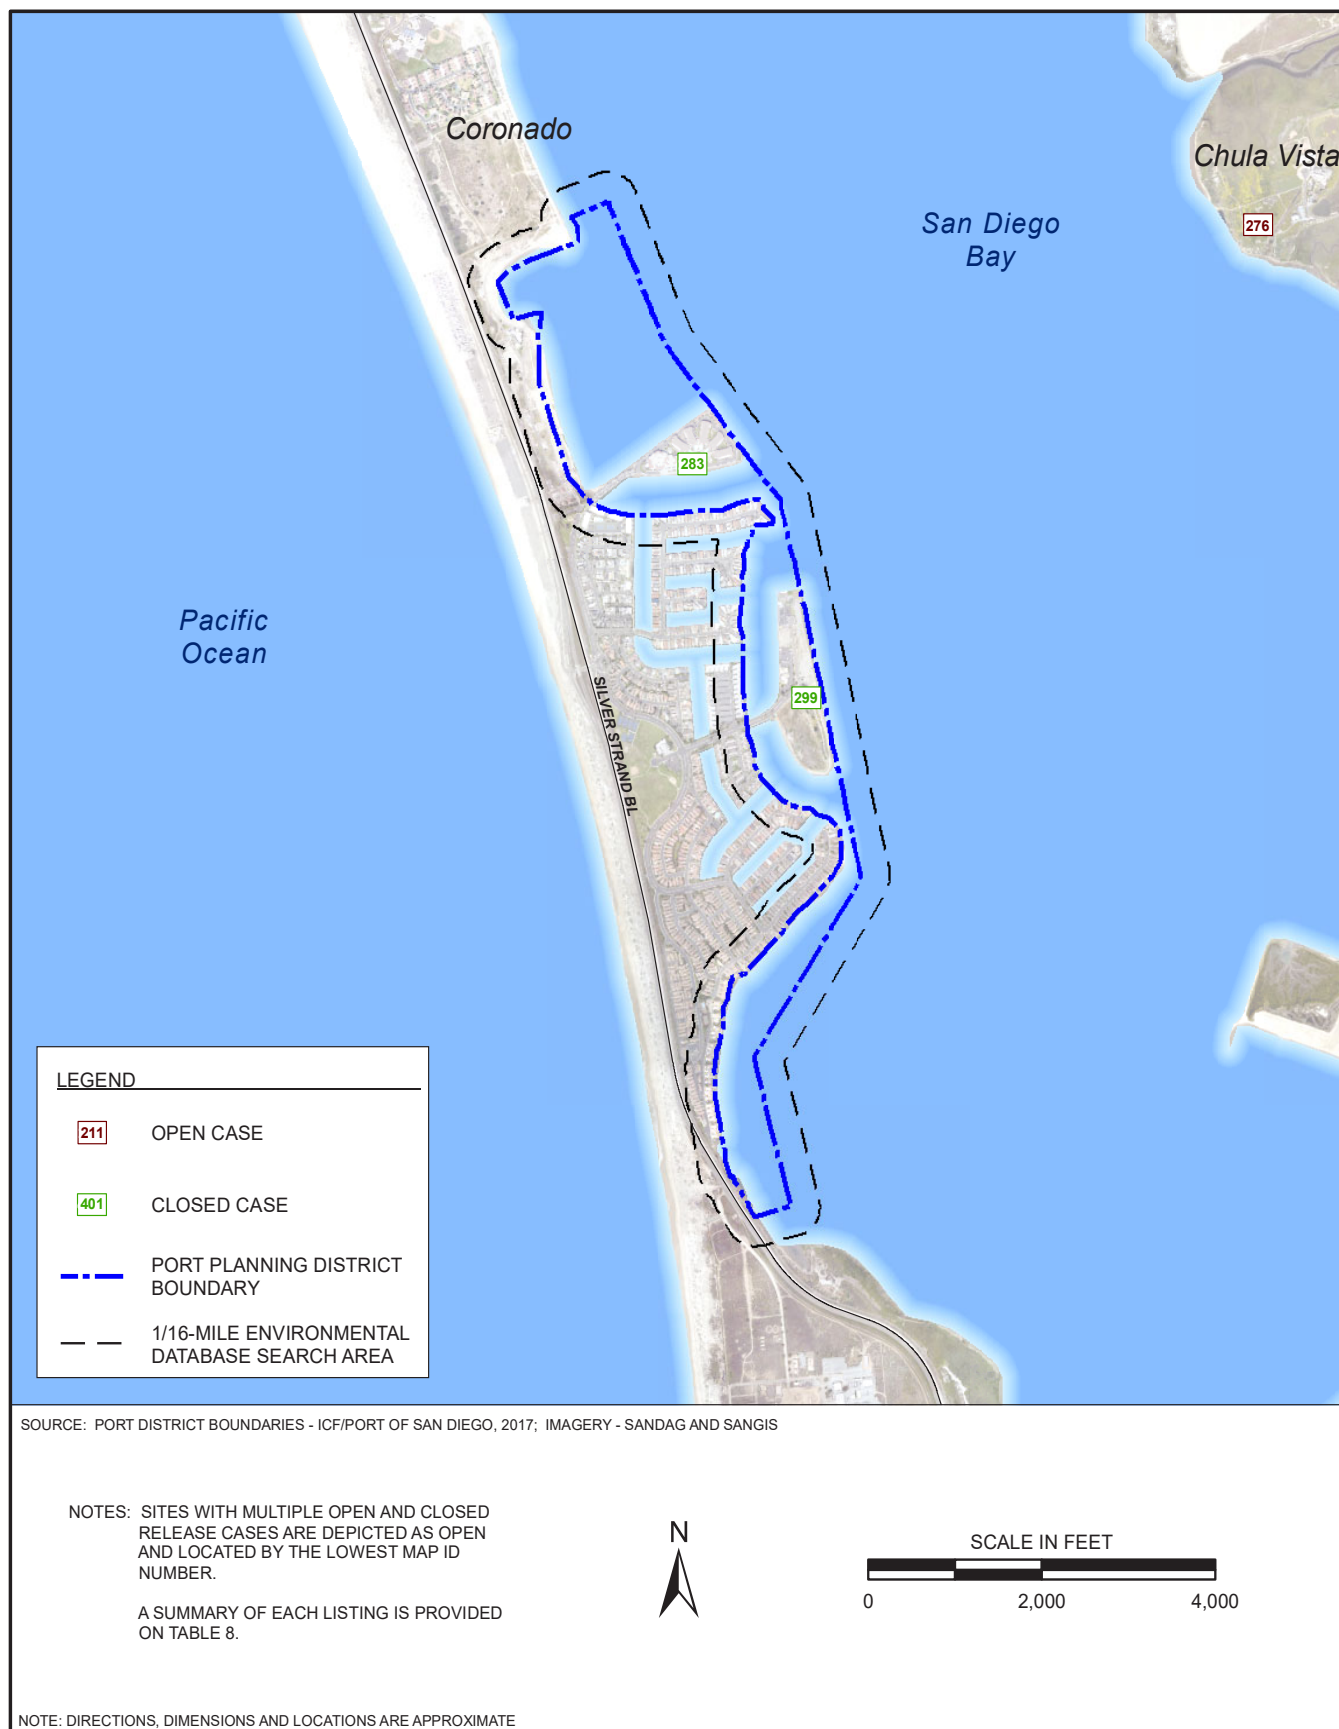 Coronado
Chula Vista
276
San Diego
Bay
283
Pacific
Ocean
SILVER STRAND BL
299
LEGEND
211 OPEN CASE
401 CLOSED CASE
PORT PLANNING DISTRICT
BOUNDARY
1/16-MILE ENVIRONMENTAL
DATABASE SEARCH AREA
SOURCE: PORT DISTRICT BOUNDARIES - ICF/PORT OF SAN DIEGO, 2017; IMAGERY - SANDAG AND SANGIS
NOTES: SITES WITH MULTIPLE OPEN AND CLOSED
RELEASE CASES ARE DEPICTED AS OPEN
AND LOCATED BY THE LOWEST MAP ID
NUMBER.
A SUMMARY OF EACH LISTING IS PROVIDED
ON TABLE 8.
N
SCALE IN FEET
0 2,000 4,000
NOTE: DIRECTIONS, DIMENSIONS AND LOCATIONS ARE APPROXIMATE